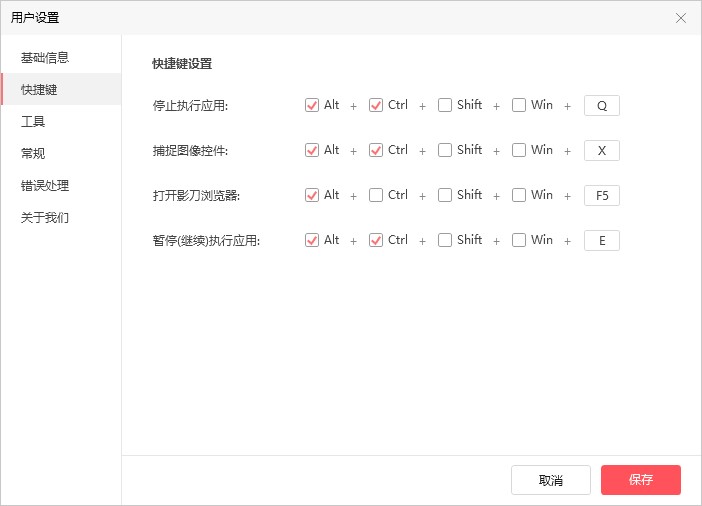 用户设置
基础信息
快捷键
工具
常规
错误处理
关于我们
快捷键设置
停止执行应用: Alt + Ctrl + Shift + Win + Q
捕捉图像控件: Alt + Ctrl + Shift + Win + X
打开影刀浏览器: Alt + Ctrl + Shift + Win + F5
暂停(继续)执行应用: Alt + Ctrl + Shift + Win + E
取消 保存